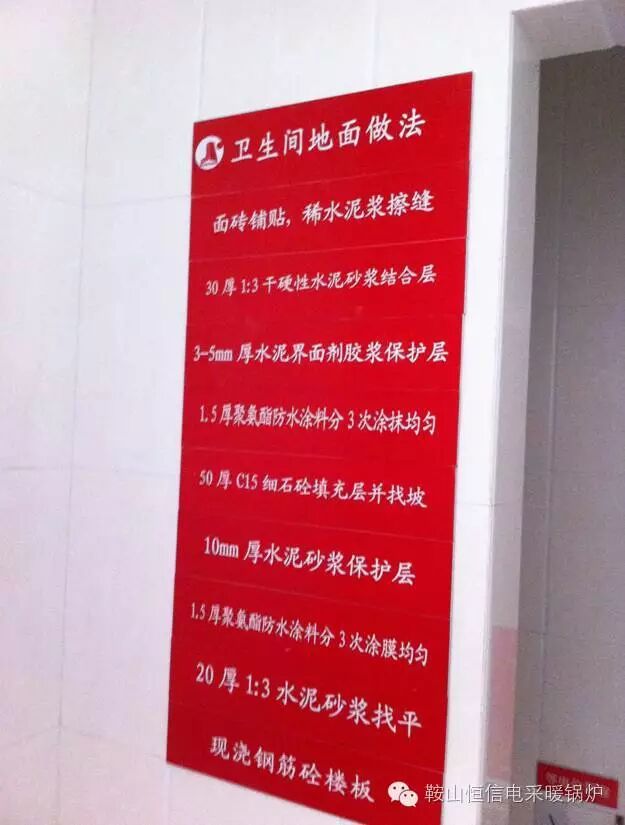 卫生间地面做法
面砖铺贴，稀水泥浆擦缝
30厚1:3干硬性水泥砂浆结合层
3-5mm厚水泥界面剂胶浆保护层
1.5厚聚氨酯防水涂料分3次涂抹均匀
50厚C15细石砼填充层并找坡
10mm厚水泥砂浆保护层
1.5厚聚氨酯防水涂料分3次涂膜均匀
20厚1:3水泥砂浆找平
现浇钢筋砼楼板
鞍山恒信电采暖锅炉